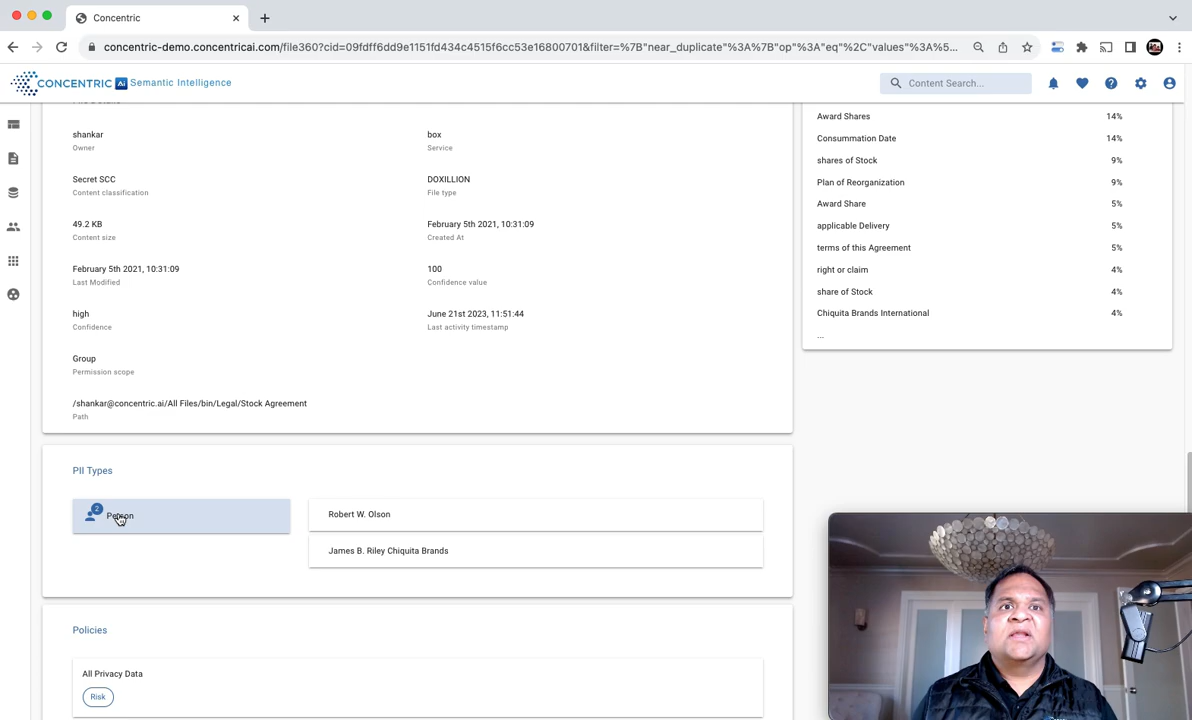 Concentric
concentric-demo.concentricai.com/file360?cid=09fdff6dd9e1151fd434c4515f6cc53e16800701&filter=%7B"near_duplicate"%3A%7B"op"%3A"eq"%2C"values"%3A%5...
CONCENTRIC Ai Semantic Intelligence
Content Search...
shankar
Owner
box
Service
Secret SCC
Content classification
DOXILLION
File type
49.2 KB
Content size
February 5th 2021, 10:31:09
Created At
February 5th 2021, 10:31:09
Last Modified
100
Confidence value
high
Confidence
June 21st 2023, 11:51:44
Last activity timestamp
Group
Permission scope
/shankar@concentric.ai/All Files/bin/Legal/Stock Agreement
Path
Award Shares 14%
Consummation Date 14%
shares of Stock 9%
Plan of Reorganization 9%
Award Share 5%
applicable Delivery 5%
terms of this Agreement 5%
right or claim 4%
share of Stock 4%
Chiquita Brands International 4%
...
PII Types
2
Person
Robert W. Olson
James B. Riley Chiquita Brands
Policies
All Privacy Data
Risk